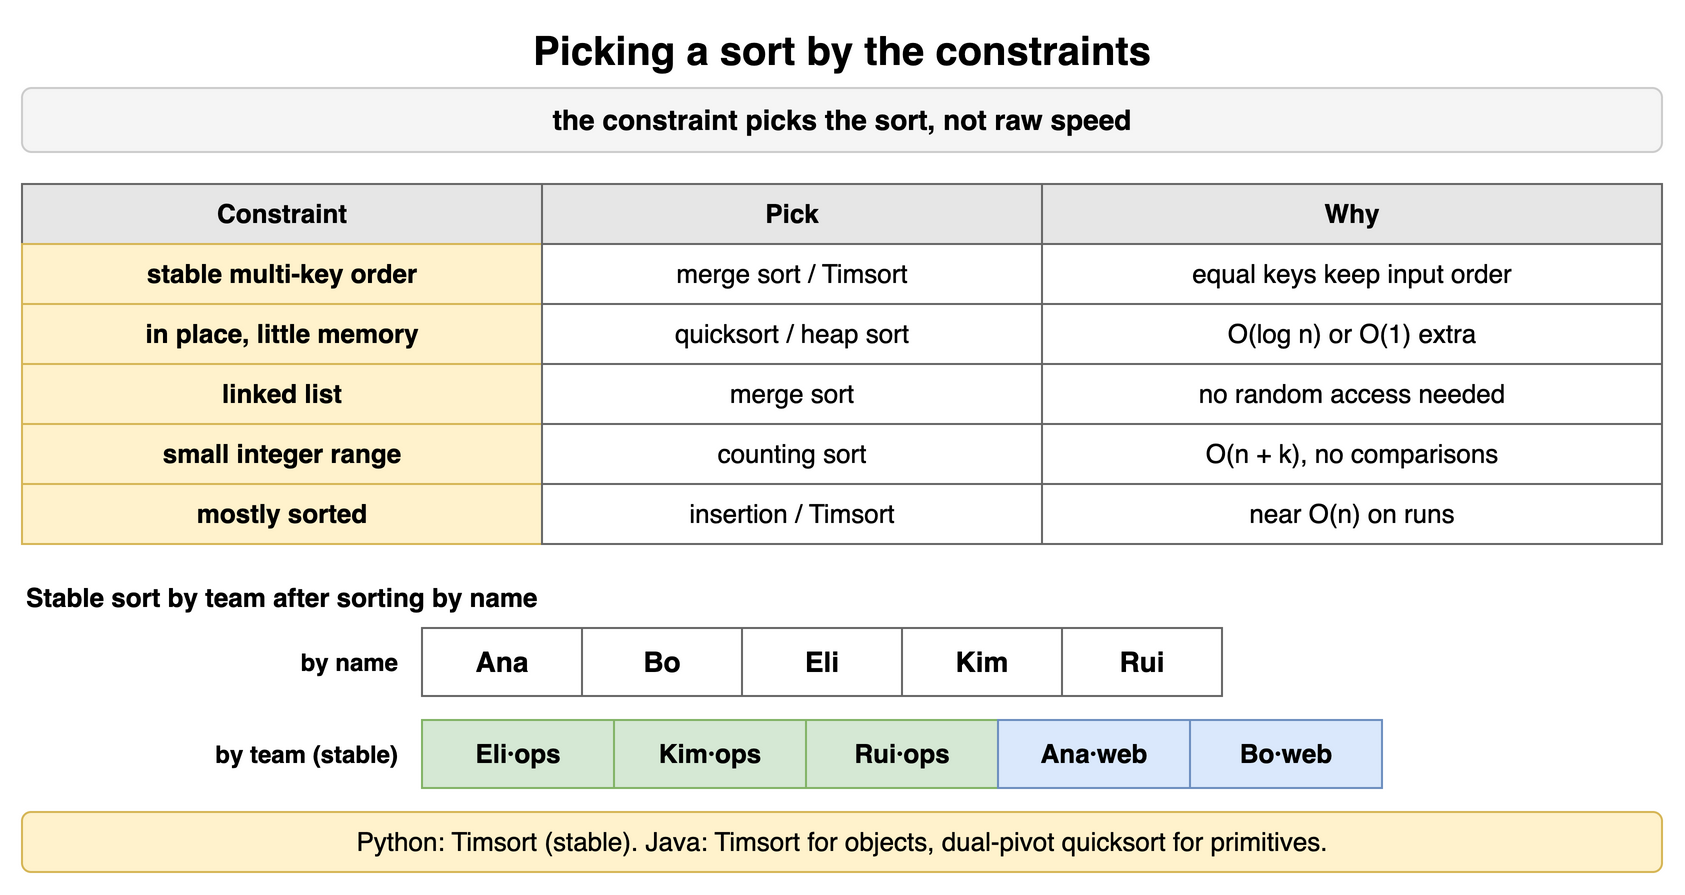 Picking a sort by the constraints
the constraint picks the sort, not raw speed
Constraint Pick Why
stable multi-key order merge sort / Timsort equal keys keep input order
in place, little memory quicksort / heap sort O(log n) or O(1) extra
linked list merge sort no random access needed
small integer range counting sort O(n + k), no comparisons
mostly sorted insertion / Timsort near O(n) on runs
Stable sort by team after sorting by name
by name Ana Bo Eli Kim Rui
by team (stable) Eli·ops Kim·ops Rui·ops Ana·web Bo·web
Python: Timsort (stable). Java: Timsort for objects, dual-pivot quicksort for primitives.